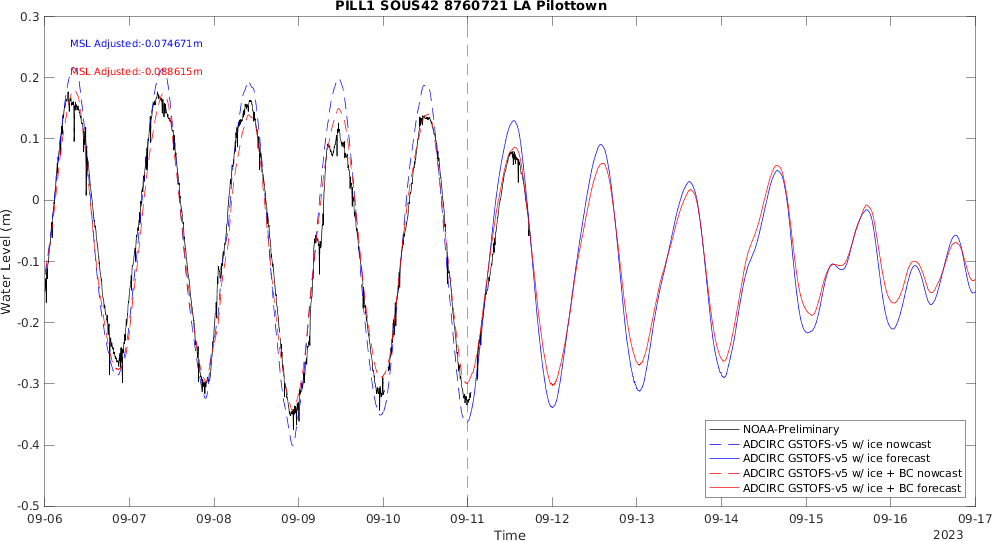 PILL1 SOUS42 8760721 LA Pilottown
0.3
MSL Adjusted:-0.074671m
MSL Adjusted:-0.088615m
0.2
0.1
0
-0.1
-0.2
-0.3
-0.4
-0.5
Water Level (m)
NOAA-Preliminary
ADCIRC GSTOFS-v5 w/ ice nowcast
ADCIRC GSTOFS-v5 w/ ice forecast
ADCIRC GSTOFS-v5 w/ ice + BC nowcast
ADCIRC GSTOFS-v5 w/ ice + BC forecast
09-06 09-07 09-08 09-09 09-10 09-11 09-12 09-13 09-14 09-15 09-16 09-17
Time
2023